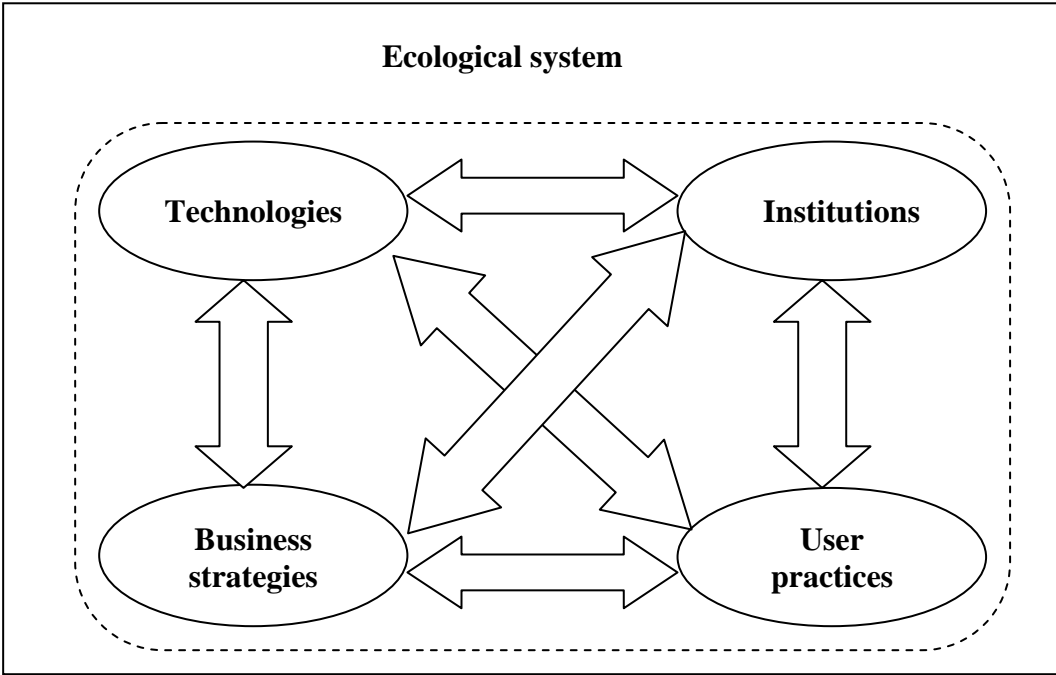 Ecological system
Technologies
Institutions
Business
strategies
User
practices